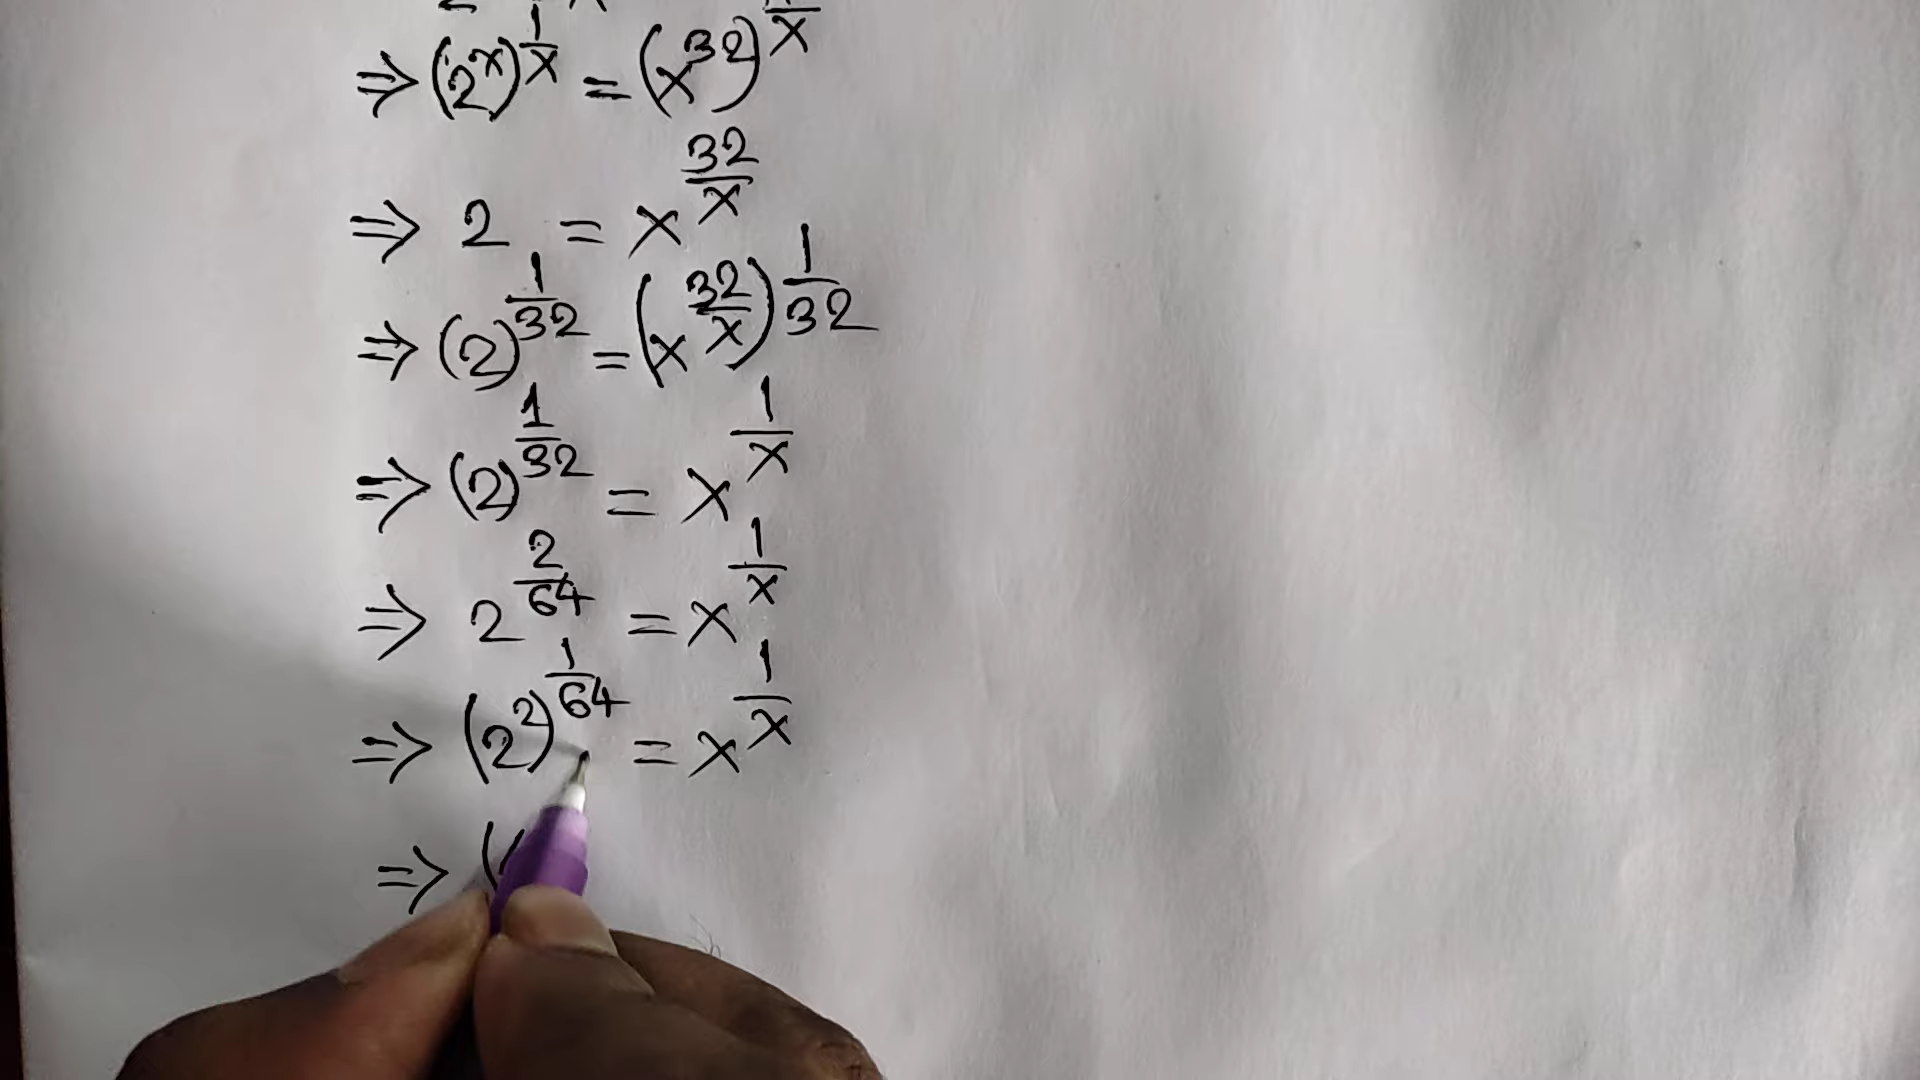 ⇒ (2^x)^(1/x) = (x^32)^(1/x)
⇒ 2 = x^(32/x)
⇒ (2)^(1/32) = (x^(32/x))^(1/32)
⇒ (2)^(1/32) = x^(1/x)
⇒ 2^(2/64) = x^(1/x)
⇒ (2^2)^(1/64) = x^(1/x)
⇒ (